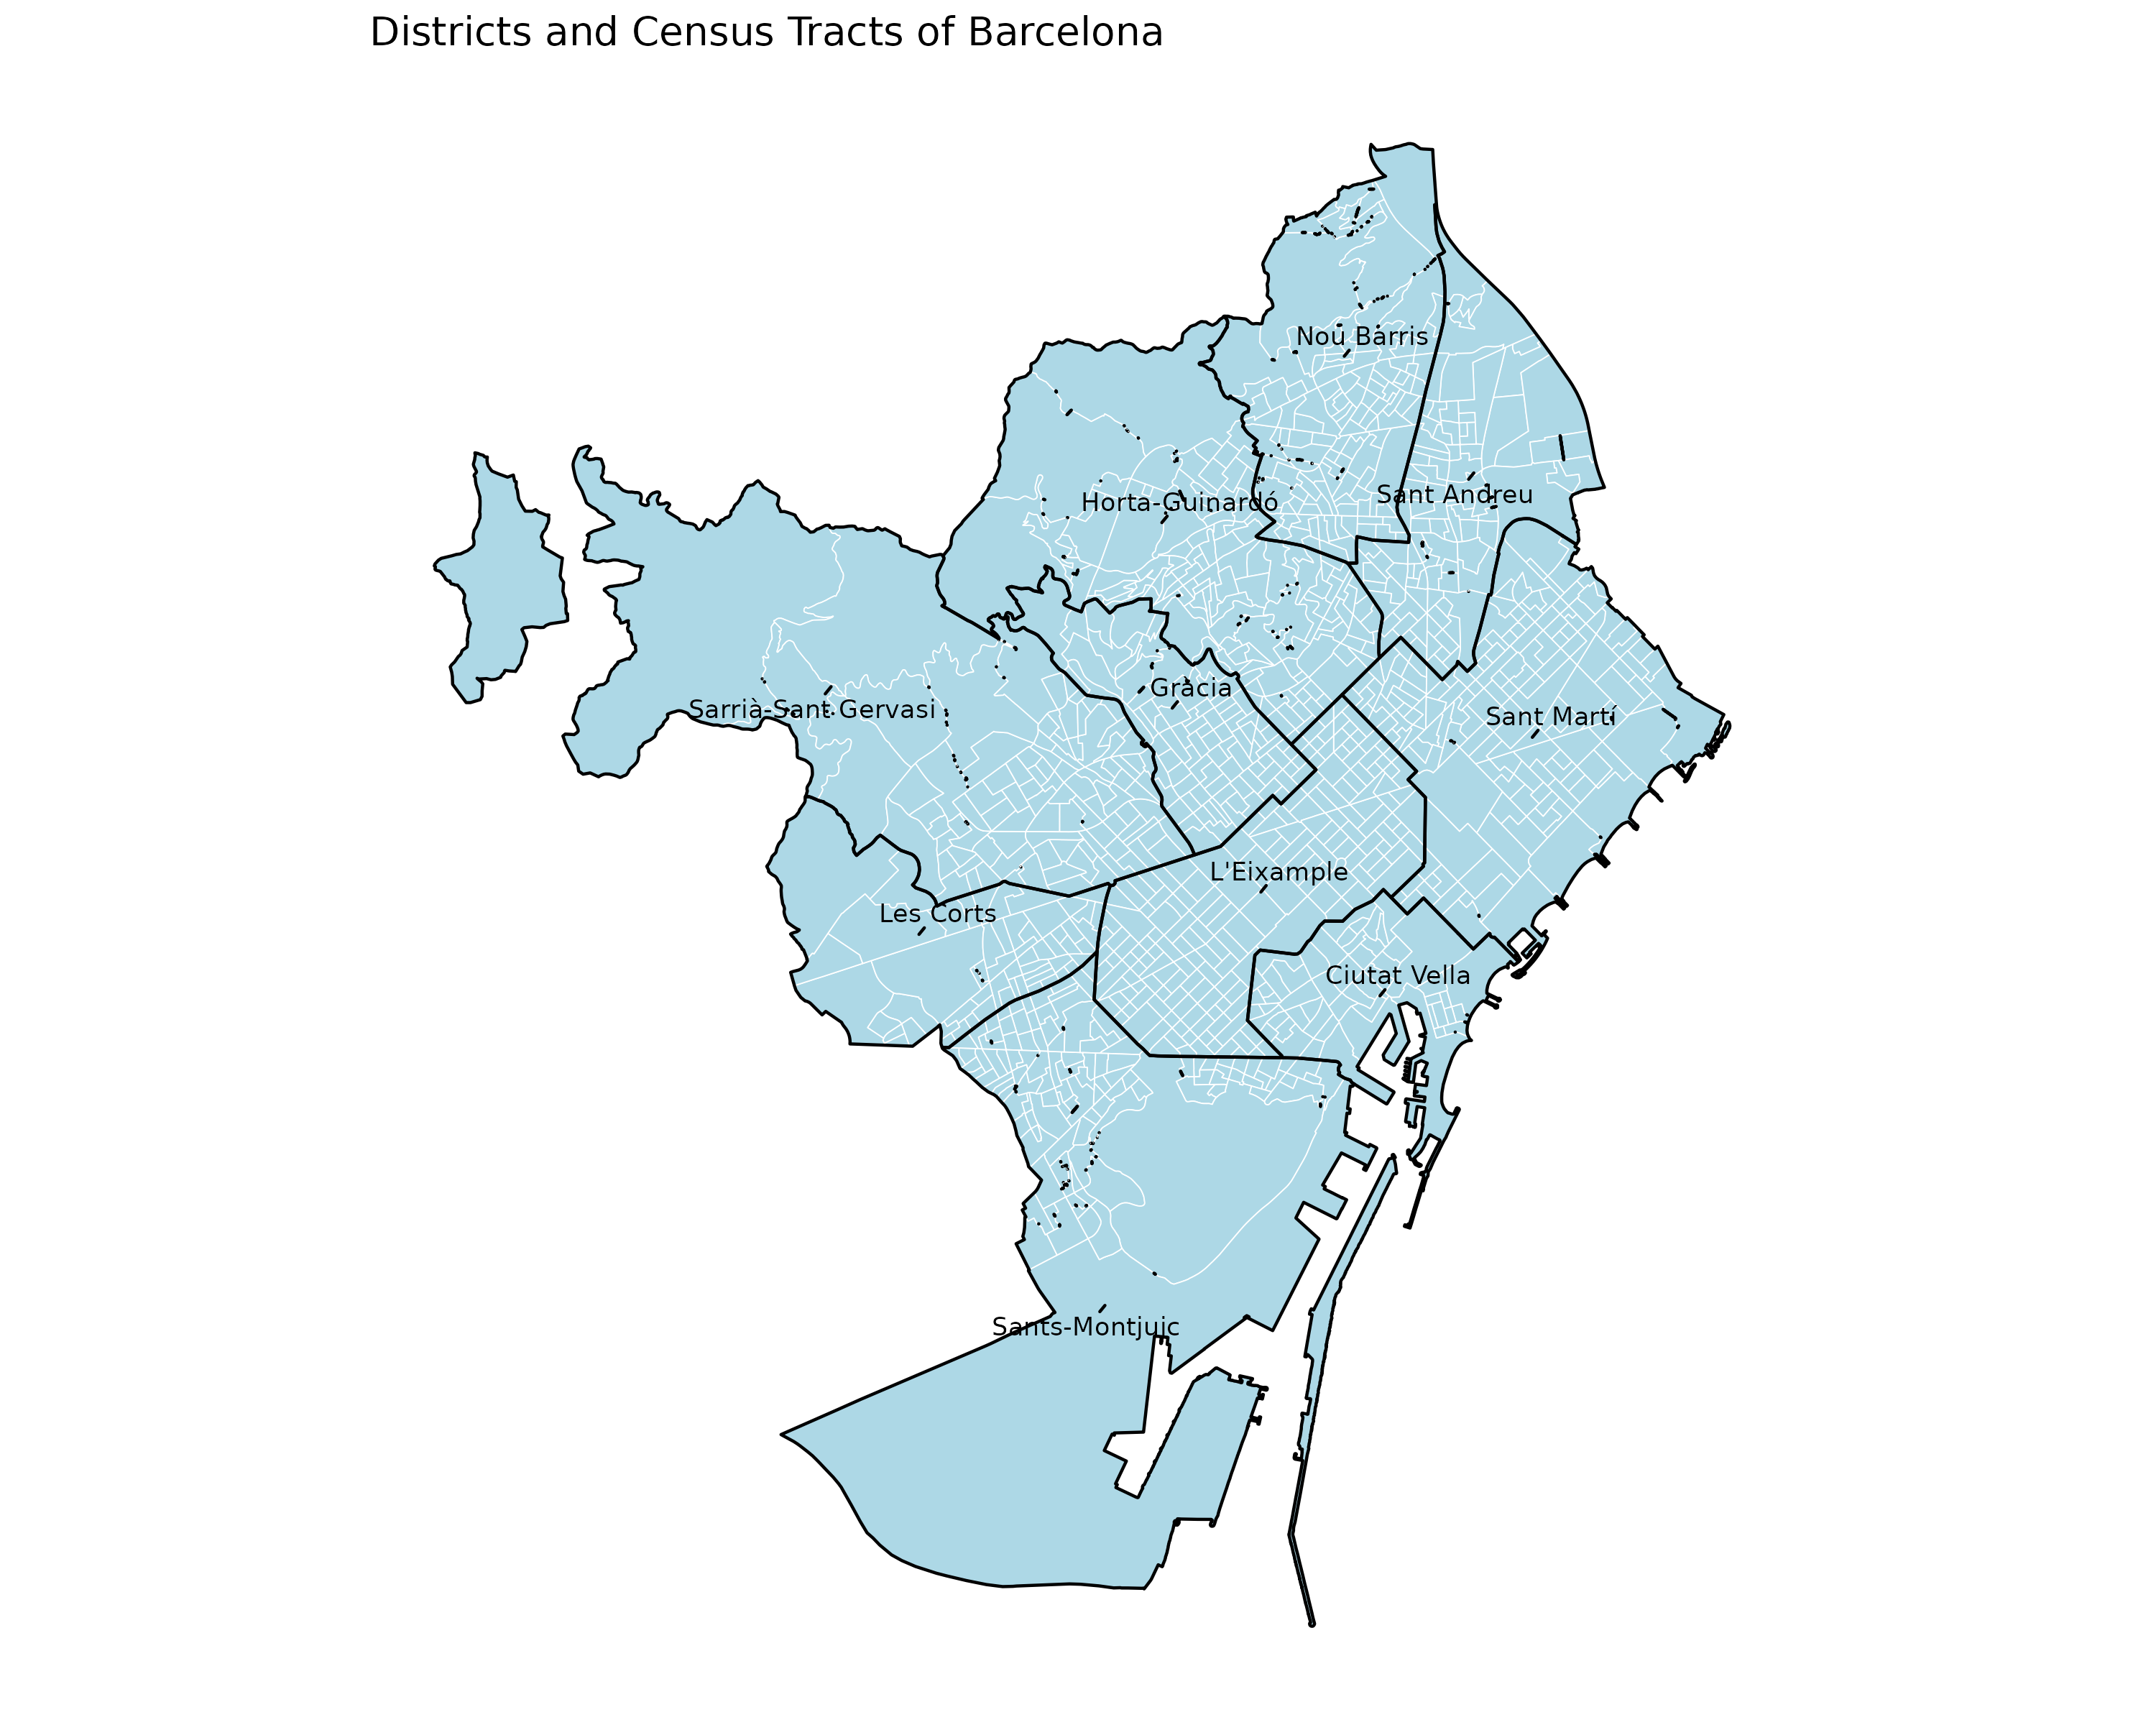 Districts and Census Tracts of Barcelona
Nou Barris
Sant Andreu
Horta-Guinardó
Gràcia
Sarrià-Sant Gervasi
Sant Martí
L'Eixample
Les Corts
Ciutat Vella
Sants-Montjuic